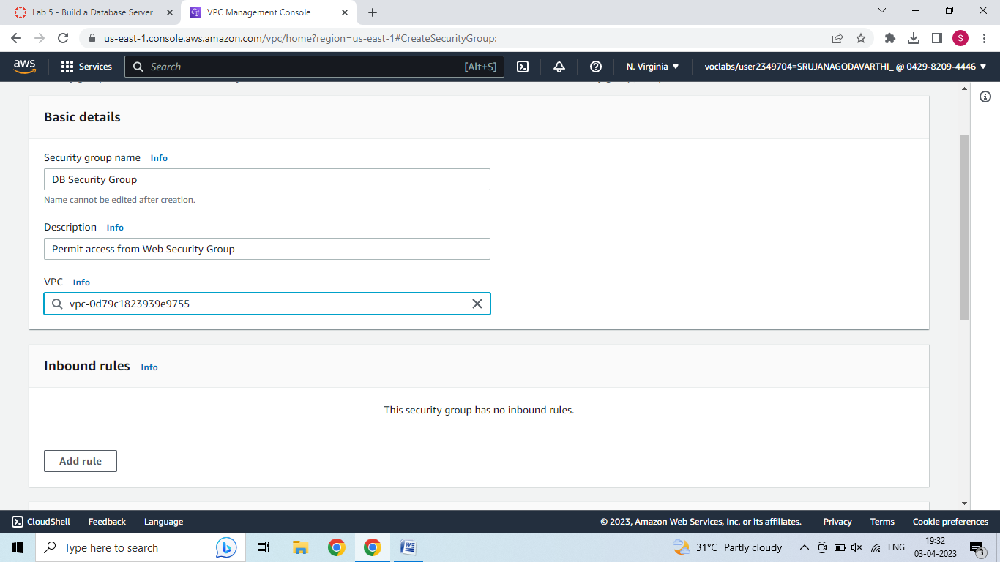 Lab 5 - Build a Database Server
VPC Management Console
us-east-1.console.aws.amazon.com/vpc/home?region=us-east-1#CreateSecurityGroup:
S
aws
Services
Search
[Alt+S]
N. Virginia
voclabs/user2349704=SRUJANAGODAVARTHI_ @ 0429-8209-4446
Basic details
Security group name Info
DB Security Group
Name cannot be edited after creation.
Description Info
Permit access from Web Security Group
VPC Info
vpc-0d79c1823939e9755
Inbound rules Info
This security group has no inbound rules.
Add rule
CloudShell
Feedback
Language
© 2023, Amazon Web Services, Inc. or its affiliates.
Privacy
Terms
Cookie preferences
Type here to search
31°C Partly cloudy
ENG
19:32
03-04-2023
3